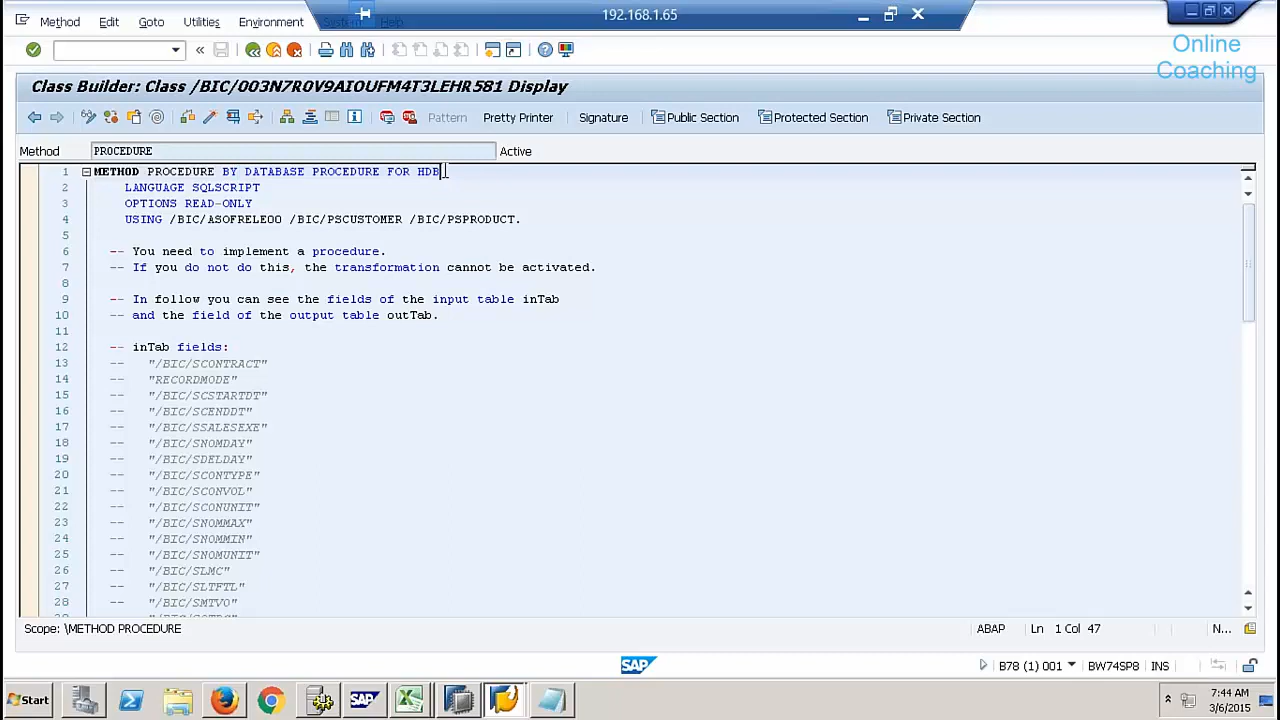 192.168.1.65
Method Edit Goto Utilities Environment System Help
Online
Coaching
Class Builder: Class /BIC/003N7R0V9AIOUFM4T3LEHR581 Display
Pattern Pretty Printer Signature Public Section Protected Section Private Section
Method PROCEDURE Active
1 METHOD PROCEDURE BY DATABASE PROCEDURE FOR HDB
2 LANGUAGE SQLSCRIPT
3 OPTIONS READ-ONLY
4 USING /BIC/ASOFRELE00 /BIC/PSCUSTOMER /BIC/PSPRODUCT.
5
6 -- You need to implement a procedure.
7 -- If you do not do this, the transformation cannot be activated.
8
9 -- In follow you can see the fields of the input table inTab
10 -- and the field of the output table outTab.
11
12 -- inTab fields:
13 -- "/BIC/SCONTRACT"
14 -- "RECORDMODE"
15 -- "/BIC/SCSTARTDT"
16 -- "/BIC/SCENDDT"
17 -- "/BIC/SSALESEXE"
18 -- "/BIC/SNOMDAY"
19 -- "/BIC/SDELDAY"
20 -- "/BIC/SCONTYPE"
21 -- "/BIC/SCONVOL"
22 -- "/BIC/SCONUNIT"
23 -- "/BIC/SNOMMAX"
24 -- "/BIC/SNOMMIN"
25 -- "/BIC/SNOMUNIT"
26 -- "/BIC/SLMC"
27 -- "/BIC/SLTFTL"
28 -- "/BIC/SMTVO"
Scope: \METHOD PROCEDURE ABAP Ln 1 Col 47 N...
SAP B78 (1) 001 BW74SP8 INS
Start SAP 7:44 AM
3/6/2015